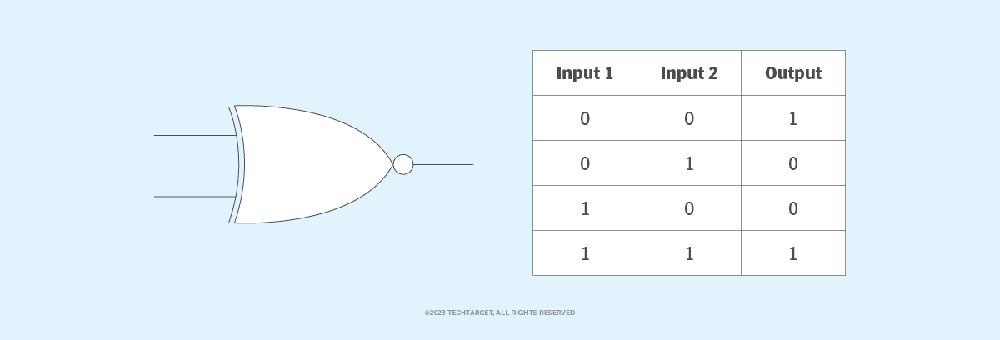 Input 1 Input 2 Output
0 0 1
0 1 0
1 0 0
1 1 1
©2023 TECHTARGET, ALL RIGHTS RESERVED